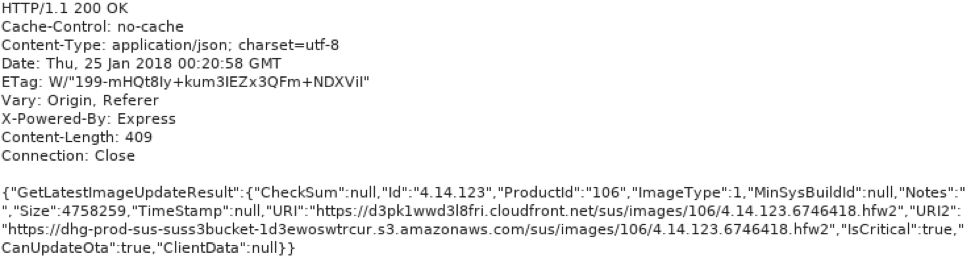 HTTP/1.1 200 OK
Cache-Control: no-cache
Content-Type: application/json; charset=utf-8
Date: Thu, 25 Jan 2018 00:20:58 GMT
ETag: W/"199-mHQt8Iy+kum3IEZx3QFm+NDXViI"
Vary: Origin, Referer
X-Powered-By: Express
Content-Length: 409
Connection: Close

{"GetLatestImageUpdateResult":{"CheckSum":null,"Id":"4.14.123","ProductId":"106","ImageType":1,"MinSysBuildId":null,"Notes":"
","Size":4758259,"TimeStamp":null,"URI":"https://d3pk1wwd3l8fri.cloudfront.net/sus/images/106/4.14.123.6746418.hfw2","URI2":
"https://dhg-prod-sus-suss3bucket-1d3ewoswtrcur.s3.amazonaws.com/sus/images/106/4.14.123.6746418.hfw2","IsCritical":true,"
CanUpdateOta":true,"ClientData":null}}